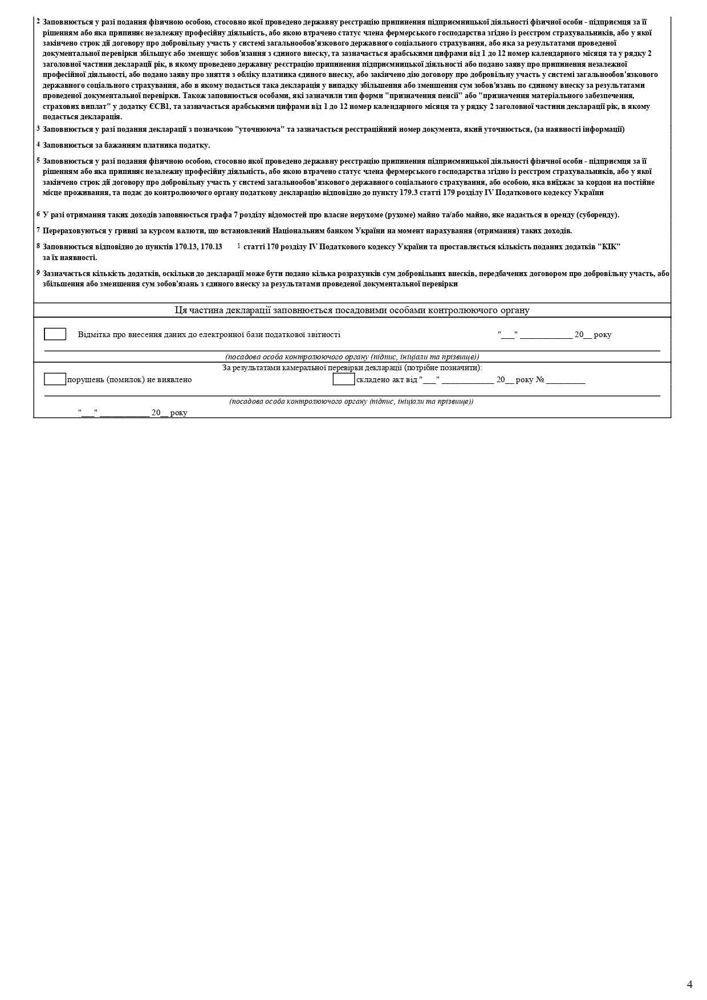 2 Заповнюється у разі подання фізичною особою, стосовно якої проведено державну реєстрацію припинення підприємницької діяльності фізичної особи - підприємця за її
рішенням або яка припиняє незалежну професійну діяльність, або якою втрачено статус члена фермерського господарства згідно із реєстром страхувальників, або у якої
закінчено строк дії договору про добровільну участь у системі загальнообов'язкового державного соціального страхування, або яка за результатами проведеної
документальної перевірки збільшує або зменшує зобов'язання з єдиного внеску, та зазначається арабськими цифрами від 1 до 12 номер календарного місяця та у рядку 2
заголовної частини декларації рік, в якому проведено державну реєстрацію припинення підприємницької діяльності або подано заяву про припинення незалежної
професійної діяльності, або подано заяву про зняття з обліку платника єдиного внеску, або закінчено дію договору про добровільну участь у системі загальнообов'язкового
державного соціального страхування, або в якому подається така декларація у випадку збільшення або зменшення сум зобов'язань по єдиному внеску за результатами
проведеної документальної перевірки. Також заповнюється особами, які зазначили тип форми "призначення пенсії" або "призначення матеріального забезпечення,
страхових виплат" у додатку ЄСВ1, та зазначається арабськими цифрами від 1 до 12 номер календарного місяця та у рядку 2 заголовної частини декларації рік, в якому
подається декларація.
3 Заповнюється у разі подання декларації з позначкою "уточнююча" та зазначається реєстраційний номер документа, який уточнюється, (за наявності інформації)
4 Заповнюється за бажанням платника податку.
5 Заповнюється у разі подання фізичною особою, стосовно якої проведено державну реєстрацію припинення підприємницької діяльності фізичної особи - підприємця за її
рішенням або яка припиняє незалежну професійну діяльність, або якою втрачено статус члена фермерського господарства згідно із реєстром страхувальників, або у якої
закінчено строк дії договору про добровільну участь у системі загальнообов’язкового державного соціального страхування, або особою, яка виїджає за кордон на постійне
місце проживання, та подає до контролюючого органу податкову декларацію відповідно до пункту 179.3 статті 179 розділу IV Податкового кодексу України
6 У разі отримання таких доходів заповнюється графа 7 розділу відомостей про власне нерухоме (рухоме) майно та/або майно, яке надається в оренду (суборенду).
7 Перераховуються у гривні за курсом валюти, що встановлений Національним банком України на момент нарахування (отримання) таких доходів.
8 Заповнюється відповідно до пунктів 170.13, 170.13 1 статті 170 розділу IV Податкового кодексу України та проставляється кількість поданих додатків "КІК"
за їх наявності.
9 Зазначається кількість додатків, оскільки до декларації може бути подано кілька розрахунків сум добровільних внесків, передбачених договором про добровільну участь, або
збільшення або зменшення сум зобов'язань з єдиного внеску за результатами проведеної документальної перевірки
Ця частина декларації заповнюється посадовими особами контролюючого органу
Відмітка про внесення даних до електронної бази податкової звітності "___" ____________ 20__ року
(посадова особа контролюючого органу (підпис, ініціали та прізвище))
За результатами камеральної перевірки декларації (потрібне позначити):
порушень (помилок) не виявлено складено акт від "___" ____________ 20__ року № _________
(посадова особа контролюючого органу (підпис, ініціали та прізвище))
"___" ____________ 20__ року
4